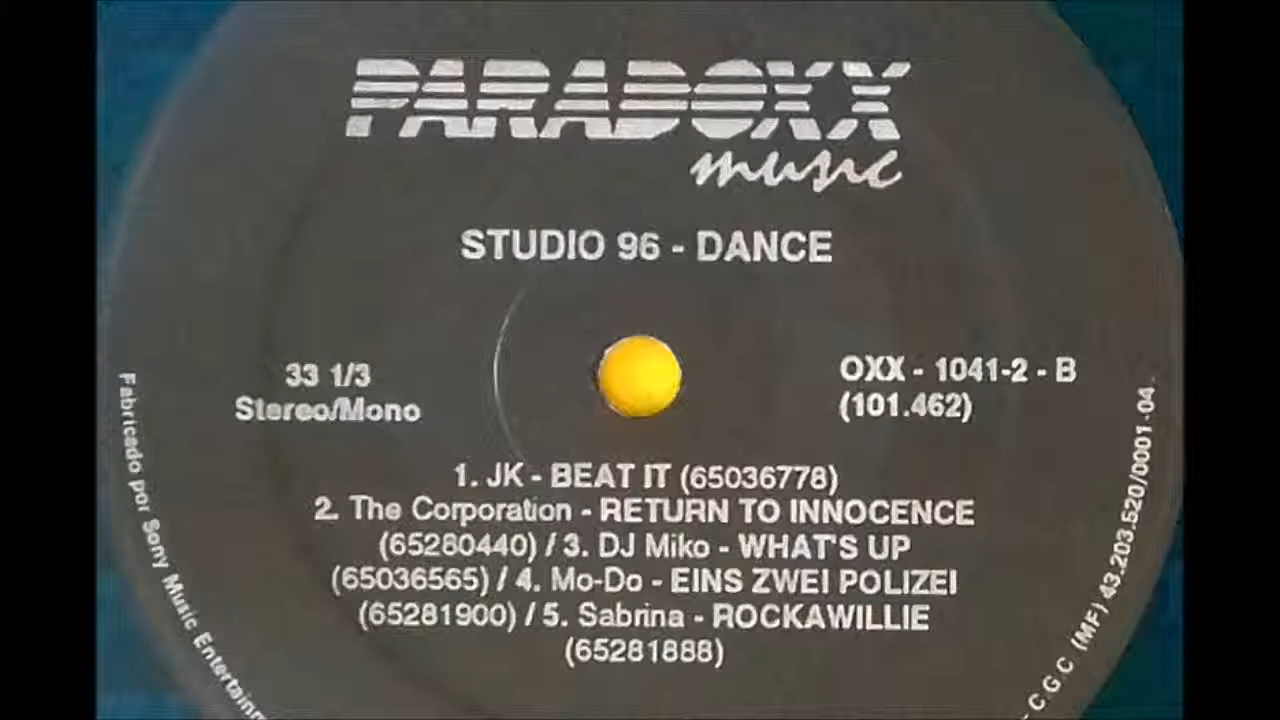 PARADOXX
music
STUDIO 96 - DANCE
33 1/3
Stereo/Mono
OXX - 1041-2 - B
(101.462)
1. JK - BEAT IT (65036778)
2. The Corporation - RETURN TO INNOCENCE
(65280440) / 3. DJ Miko - WHAT'S UP
(65036565) / 4. Mo-Do - EINS ZWEI POLIZEI
(65281900) / 5. Sabrina - ROCKAWILLIE
(65281888)
Fabricado por Sony Music
- C.G.C (MF) 43.203.520/0001-04.